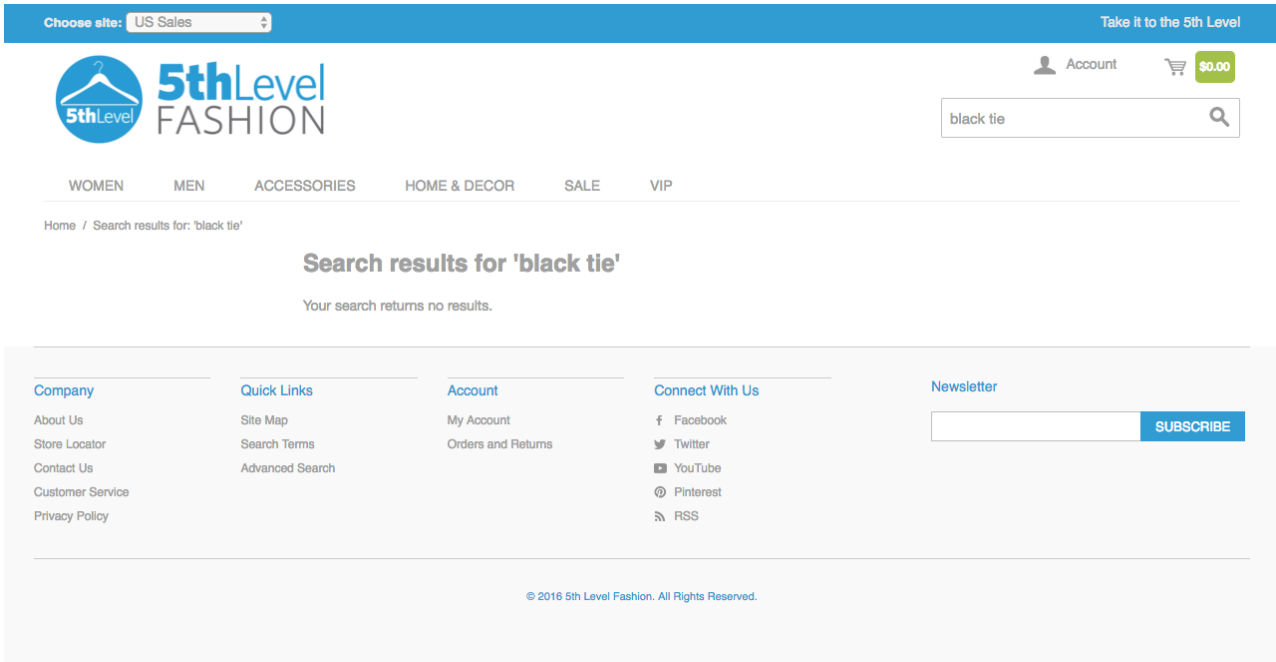 Choose site: US Sales
Take it to the 5th Level
5thLevel
5thLevel
FASHION
Account
$0.00
black tie
WOMEN MEN ACCESSORIES HOME & DECOR SALE VIP
Home / Search results for: 'black tie'
Search results for 'black tie'
Your search returns no results.
Company
About Us
Store Locator
Contact Us
Customer Service
Privacy Policy
Quick Links
Site Map
Search Terms
Advanced Search
Account
My Account
Orders and Returns
Connect With Us
Facebook
Twitter
YouTube
Pinterest
RSS
Newsletter
SUBSCRIBE
© 2016 5th Level Fashion. All Rights Reserved.